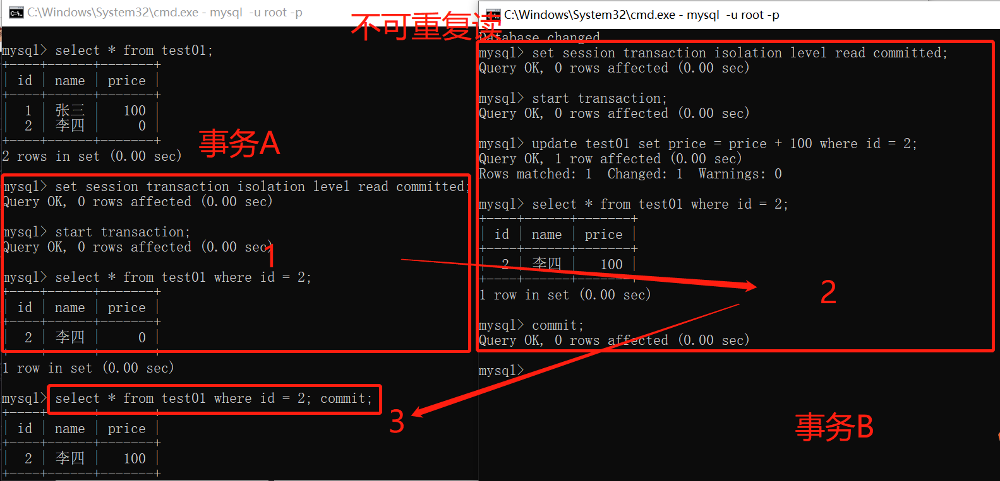 C:\Windows\System32\cmd.exe - mysql  -u root -p
mysql> select * from test01;
+----+------+-------+
| id | name | price |
+----+------+-------+
|  1 | 张三 |   100 |
|  2 | 李四 |     0 |
+----+------+-------+
2 rows in set (0.00 sec)
事务A
mysql> set session transaction isolation level read committed;
Query OK, 0 rows affected (0.00 sec)
mysql> start transaction;
Query OK, 0 rows affected (0.00 sec)
1
mysql> select * from test01 where id = 2;
+----+------+-------+
| id | name | price |
+----+------+-------+
|  2 | 李四 |     0 |
+----+------+-------+
1 row in set (0.00 sec)
mysql> select * from test01 where id = 2; commit;
+----+------+-------+
| id | name | price |
+----+------+-------+
|  2 | 李四 |   100 |
+----+------+-------+
3
不可重复读
C:\Windows\System32\cmd.exe - mysql  -u root -p
Database changed
mysql> set session transaction isolation level read committed;
Query OK, 0 rows affected (0.00 sec)
mysql> start transaction;
Query OK, 0 rows affected (0.00 sec)
mysql> update test01 set price = price + 100 where id = 2;
Query OK, 1 row affected (0.00 sec)
Rows matched: 1  Changed: 1  Warnings: 0
mysql> select * from test01 where id = 2;
+----+------+-------+
| id | name | price |
+----+------+-------+
|  2 | 李四 |   100 |
+----+------+-------+
1 row in set (0.00 sec)
2
mysql> commit;
Query OK, 0 rows affected (0.00 sec)
mysql>
事务B